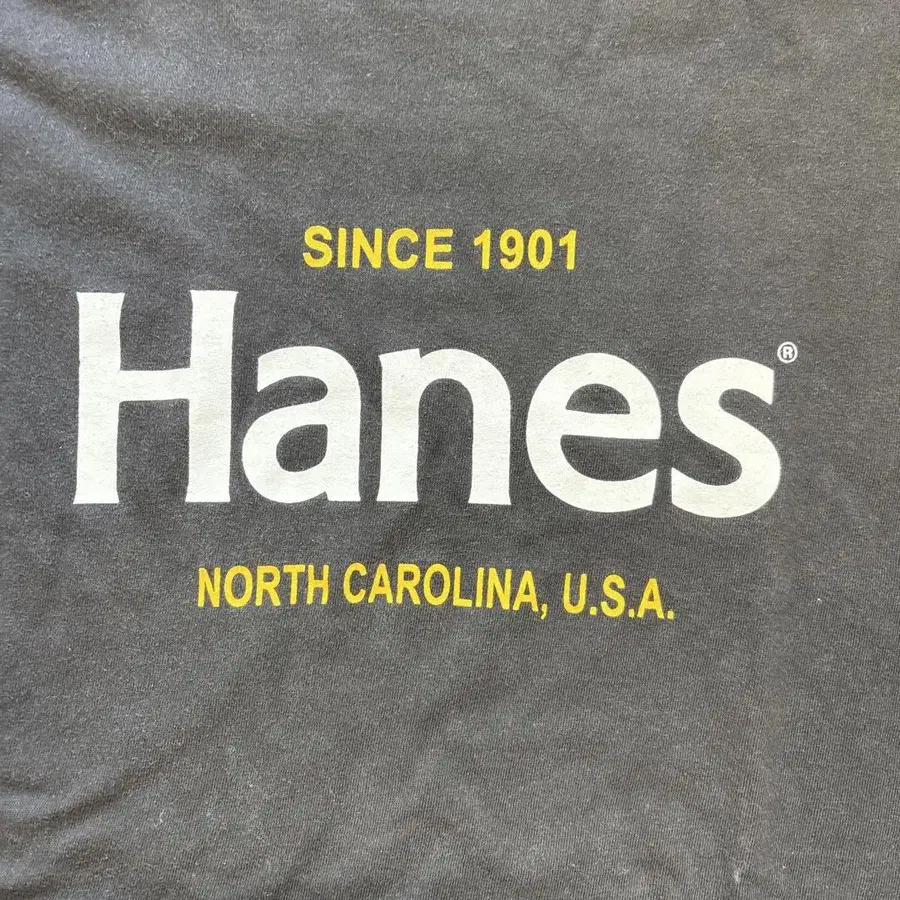 SINCE 1901
Hanes®
NORTH CAROLINA, U.S.A.